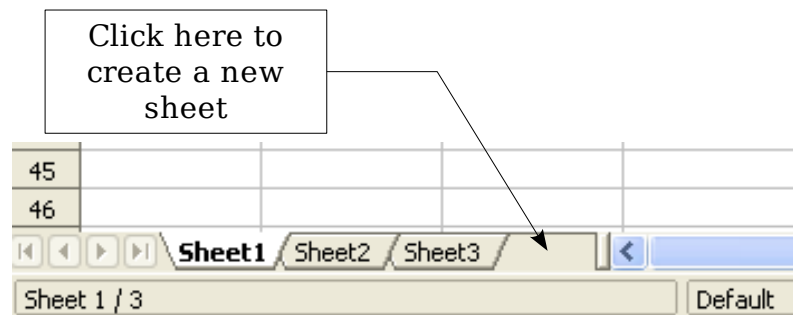 Click here to
create a new
sheet
45
46
Sheet1 Sheet2 Sheet3
Sheet 1 / 3 Default